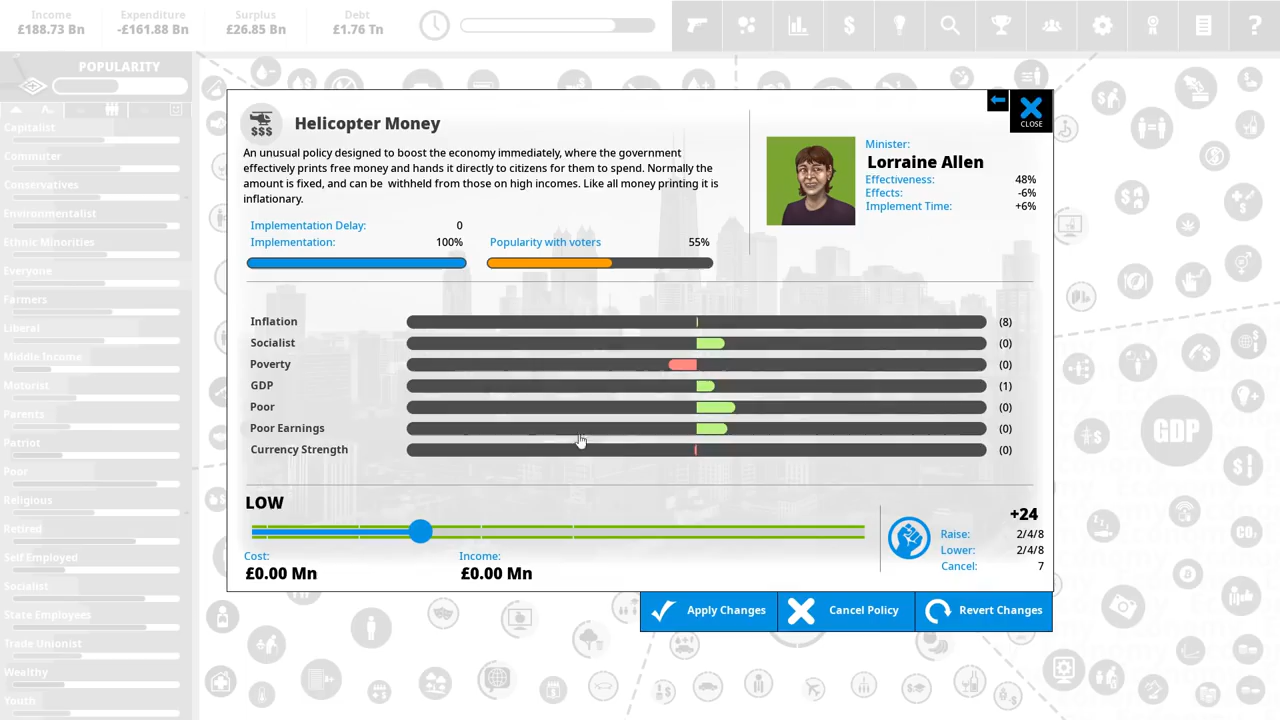 Income
Expenditure
Surplus
Debt
£188.73 Bn
-£161.88 Bn
£26.85 Bn
£1.76 Tn
POPULARITY
Capitalist
Commuter
Conservatives
Environmentalist
Ethnic Minorities
Everyone
Farmers
Liberal
Middle Income
Motorist
Parents
Patriot
Poor
Religious
Retired
Self Employed
Socialist
State Employees
Trade Unionist
Wealthy
Youth
$$$
Helicopter Money
An unusual policy designed to boost the economy immediately, where the government
effectively prints free money and hands it directly to citizens for them to spend. Normally the
amount is fixed, and can be withheld from those on high incomes. Like all money printing it is
inflationary.
Implementation Delay: 0
Implementation: 100%
Popularity with voters 55%
CLOSE
Minister:
Lorraine Allen
Effectiveness: 48%
Effects: -6%
Implement Time: +6%
Inflation (8)
Socialist (0)
Poverty (0)
GDP (1)
Poor (0)
Poor Earnings (0)
Currency Strength (0)
LOW
Cost:
£0.00 Mn
Income:
£0.00 Mn
+24
Raise: 2/4/8
Lower: 2/4/8
Cancel: 7
Apply Changes
Cancel Policy
Revert Changes
GDP
CO₂